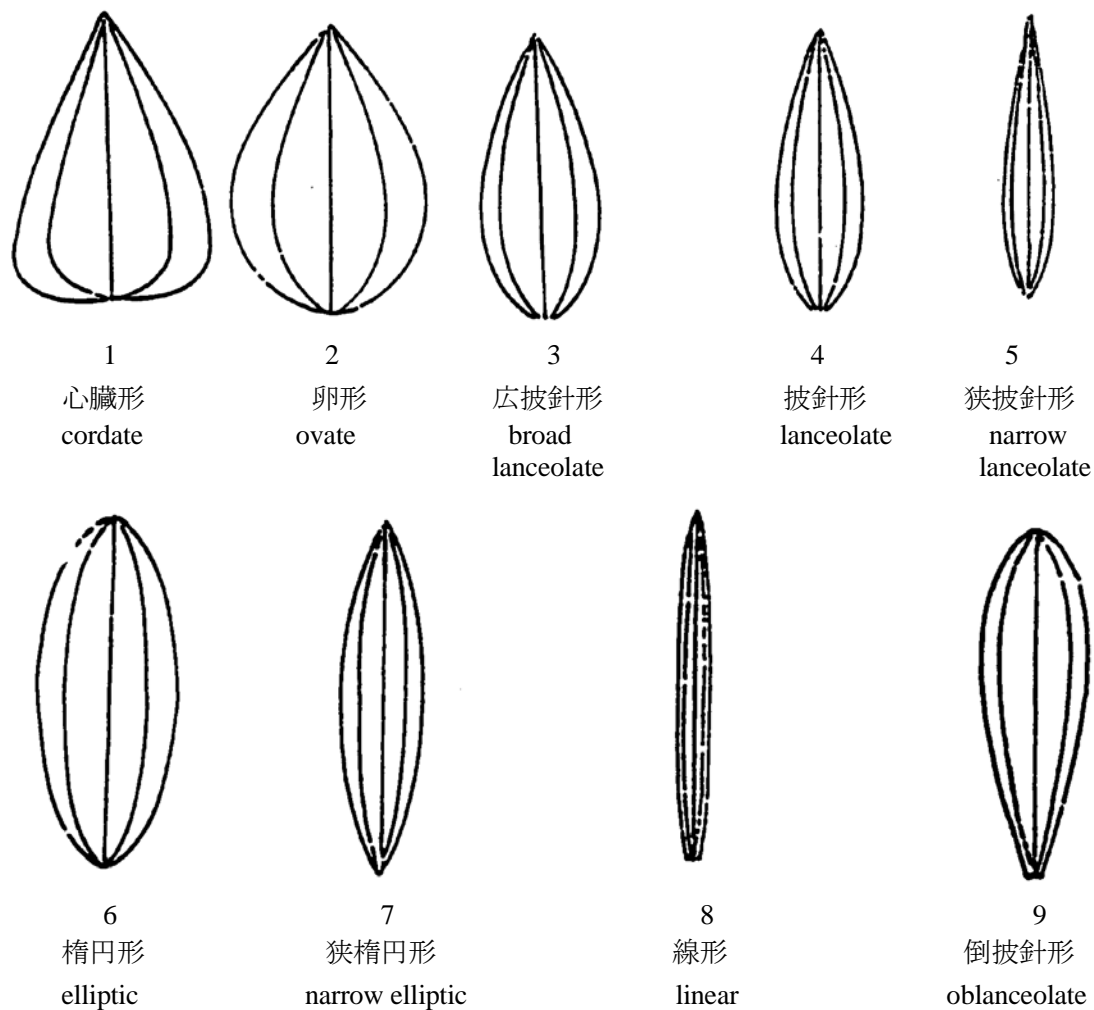 1 2 3 4 5
心臓形 卵形 広披針形 披針形 狭披針形
cordate ovate broad lanceolate narrow
lanceolate lanceolate
6 7 8 9
楕円形 狭楕円形 線形 倒披針形
elliptic narrow elliptic linear oblanceolate